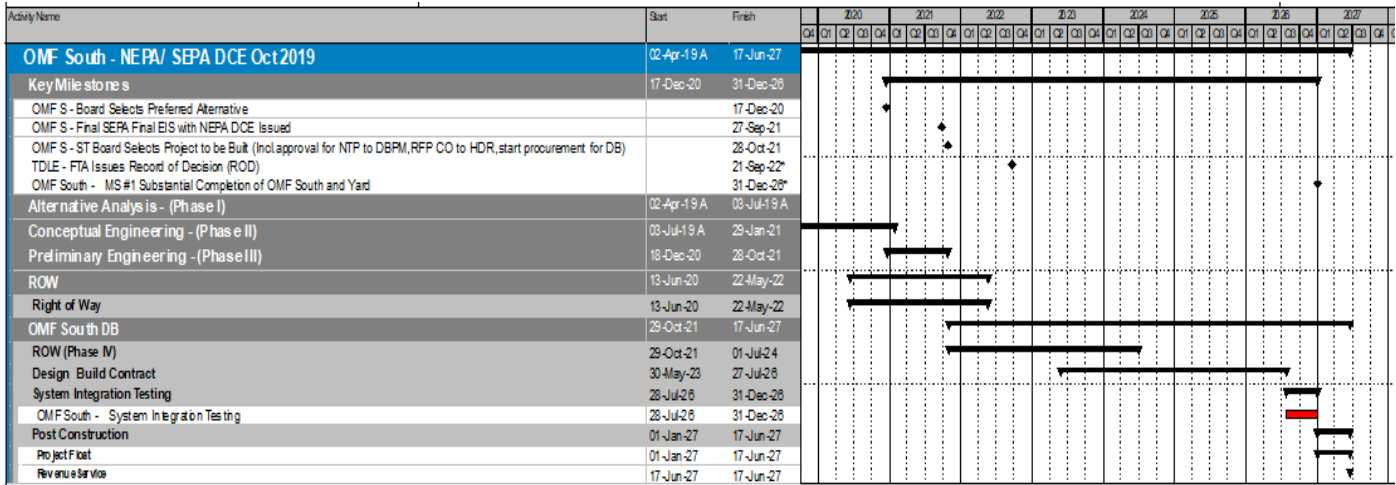 Activity Name Start Finish 2020 2021 2022 2023 2024 2025 2026 2027
Q4 Q1 Q2 Q3 Q4 Q1 Q2 Q3 Q4 Q1 Q2 Q3 Q4 Q1 Q2 Q3 Q4 Q1 Q2 Q3 Q4 Q1 Q2 Q3 Q4 Q1 Q2 Q3 Q4 Q1 Q2 Q3 Q4
OMF South - NEPA/ SEPA DCE Oct 2019 02-Apr-19 A 17-Jun-27
Key Milestones 17-Dec-20 31-Dec-26
OMF S - Board Selects Preferred Alternative 17-Dec-20
OMF S - Final SEPA Final EIS with NEPA DCE Issued 27-Sep-21
OMF S - ST Board Selects Project to be Built (Incl.approval for NTP to DBPM,RFP CO to HDR,start procurement for DB) 28-Oct-21
TDLE - FTA Issues Record of Decision (ROD) 21-Sep-22*
OMF South - MS #1 Substantial Completion of OMF South and Yard 31-Dec-26*
Alternative Analysis - (Phase I) 02-Apr-19 A 03-Jul-19 A
Conceptual Engineering - (Phase II) 03-Jul-19 A 29-Jan-21
Preliminary Engineering - (Phase III) 18-Dec-20 28-Oct-21
ROW 13-Jun-20 22-May-22
Right of Way 13-Jun-20 22-May-22
OMF South DB 29-Oct-21 17-Jun-27
ROW (Phase IV) 29-Oct-21 01-Jul-24
Design Build Contract 30-May-23 27-Jul-26
System Integration Testing 28-Jul-26 31-Dec-26
OMF South - System Integration Testing 28-Jul-26 31-Dec-26
Post Construction 01-Jan-27 17-Jun-27
Project Float 01-Jan-27 17-Jun-27
Revenue Service 17-Jun-27 17-Jun-27